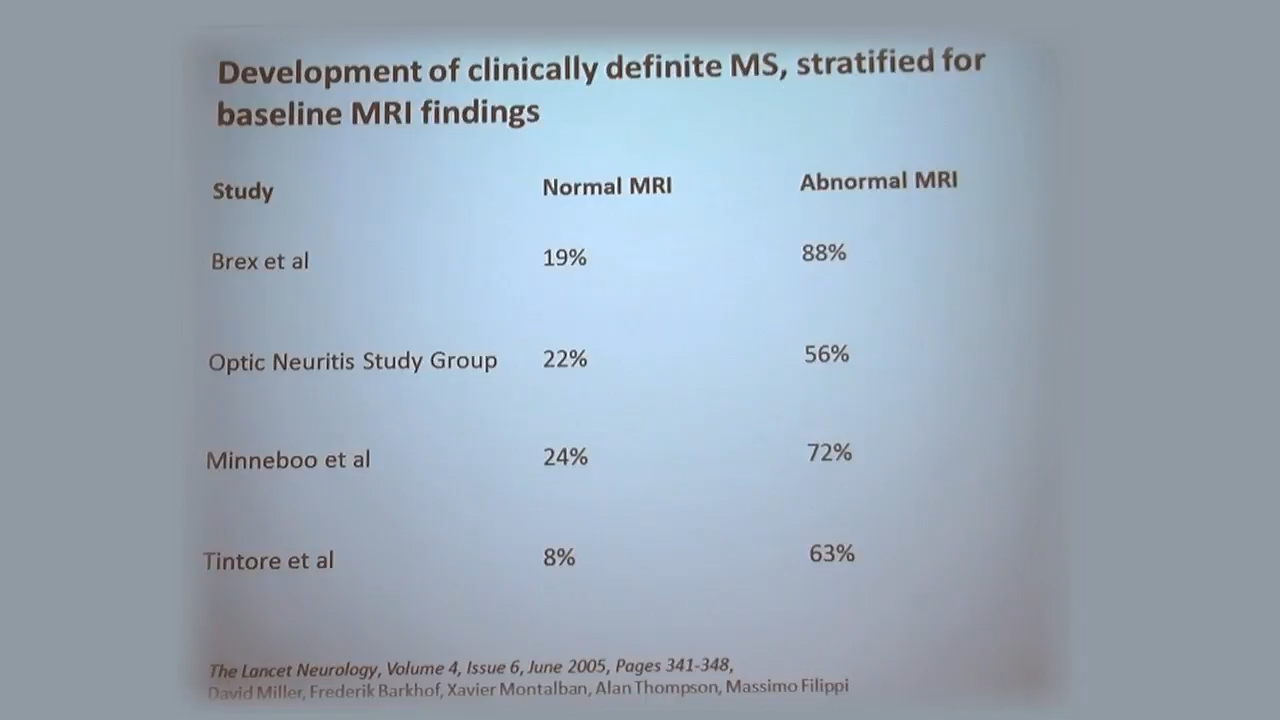 Development of clinically definite MS, stratified for
baseline MRI findings
Study Normal MRI Abnormal MRI
Brex et al 19% 88%
Optic Neuritis Study Group 22% 56%
Minneboo et al 24% 72%
Tintore et al 8% 63%
The Lancet Neurology, Volume 4, Issue 6, June 2005, Pages 341-348,
David Miller, Frederik Barkhof, Xavier Montalban, Alan Thompson, Massimo Filippi